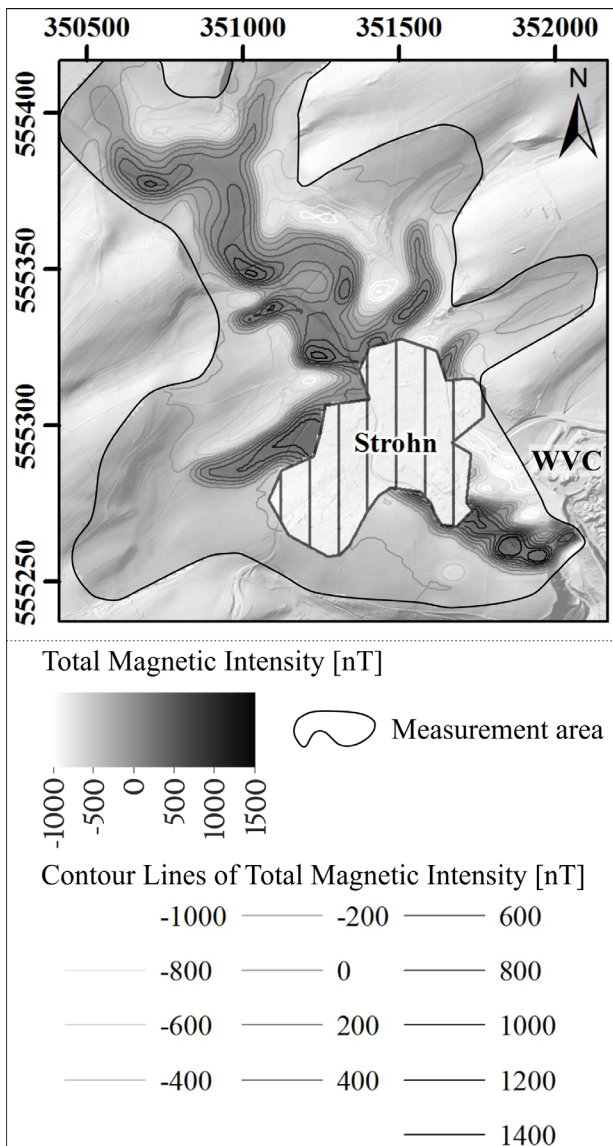 350500 351000 351500 352000
N
555400
555350
555300
555250
Strohn
WVC
Total Magnetic Intensity [nT]
-1000 -500 0 500 1000 1500
Measurement area
Contour Lines of Total Magnetic Intensity [nT]
-1000 -200 600
-800 0 800
-600 200 1000
-400 400 1200
1400